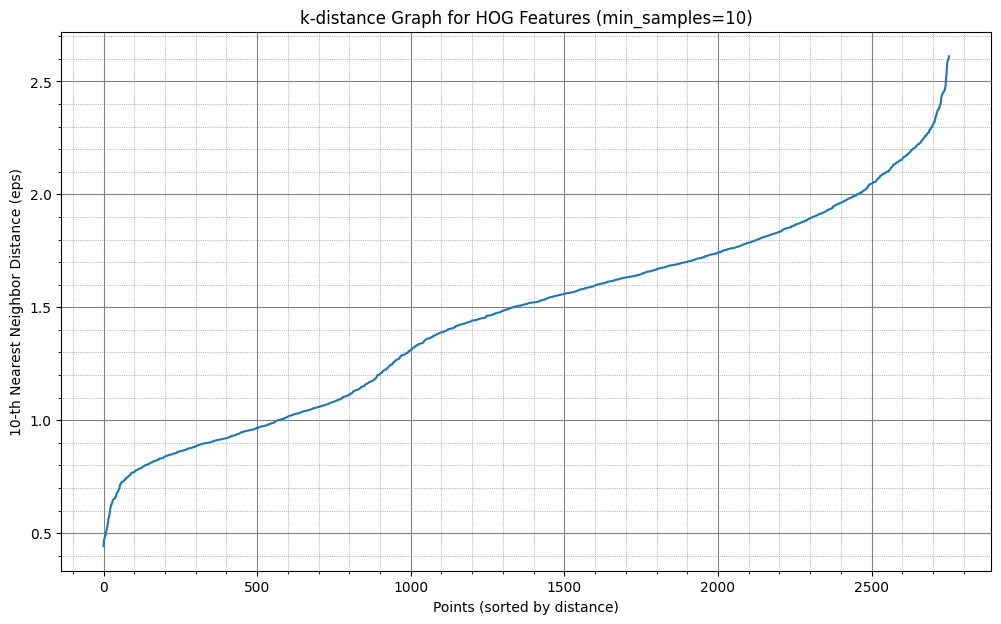 k-distance Graph for HOG Features (min_samples=10)
10-th Nearest Neighbor Distance (eps)
2.5
2.0
1.5
1.0
0.5
0 500 1000 1500 2000 2500
Points (sorted by distance)